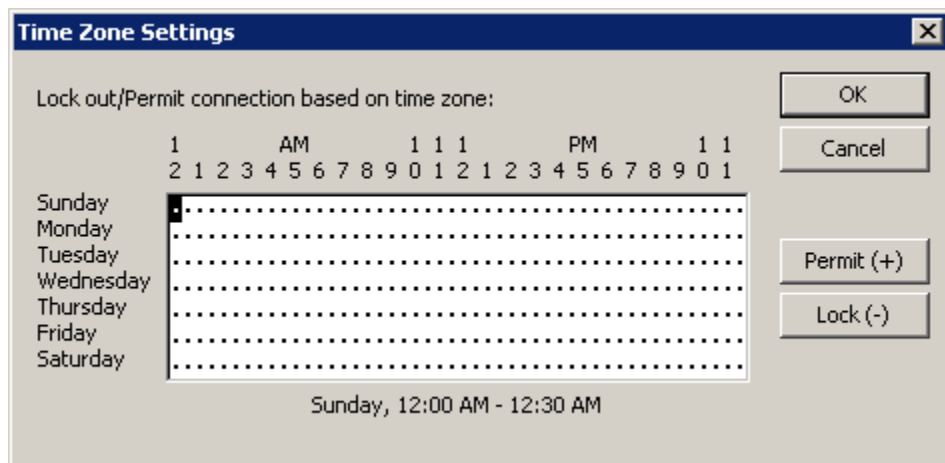 Time Zone Settings
Lock out/Permit connection based on time zone:
OK
Cancel
1 AM 1 1 1 PM 1 1
2 1 2 3 4 5 6 7 8 9 0 1 2 1 2 3 4 5 6 7 8 9 0 1
Sunday
Monday
Tuesday
Wednesday
Thursday
Friday
Saturday
Permit (+)
Lock (-)
Sunday, 12:00 AM - 12:30 AM